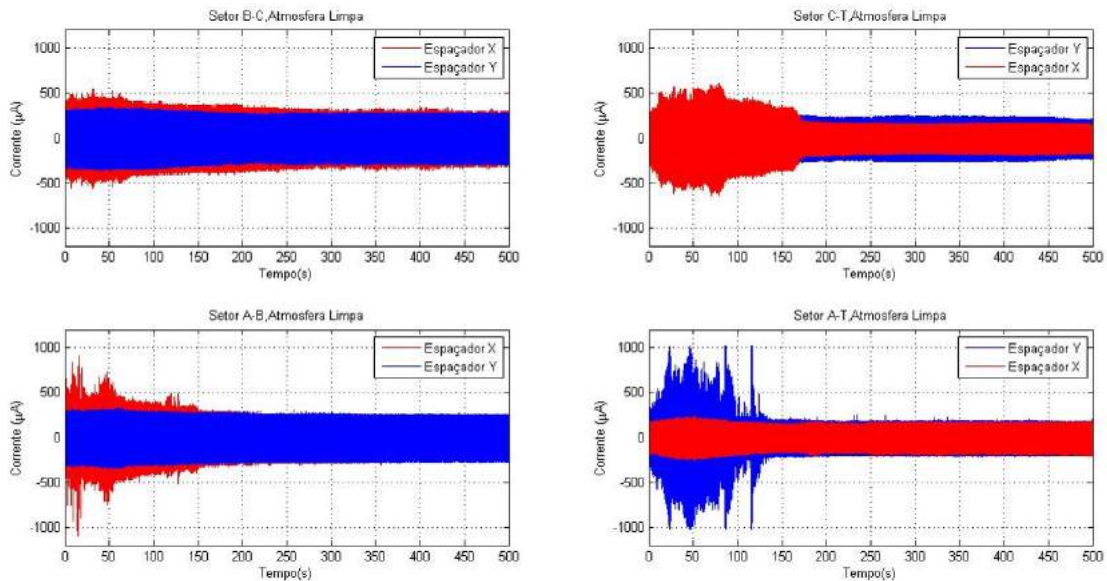 Setor B-C,Atmosfera Limpa
Espaçador X
Espaçador Y
Corrente (µA)
1000
500
0
-500
-1000
0 50 100 150 200 250 300 350 400 450 500
Tempo(s)
Setor C-T,Atmosfera Limpa
Espaçador Y
Espaçador X
Corrente (µA)
1000
500
0
-500
-1000
0 50 100 150 200 250 300 350 400 450 500
Tempo(s)
Setor A-B,Atmosfera Limpa
Espaçador X
Espaçador Y
Corrente (µA)
1000
500
0
-500
-1000
0 50 100 150 200 250 300 350 400 450 500
Tempo(s)
Setor A-T,Atmosfera Limpa
Espaçador Y
Espaçador X
Corrente (µA)
1000
500
0
-500
-1000
0 50 100 150 200 250 300 350 400 450 500
Tempo(s)